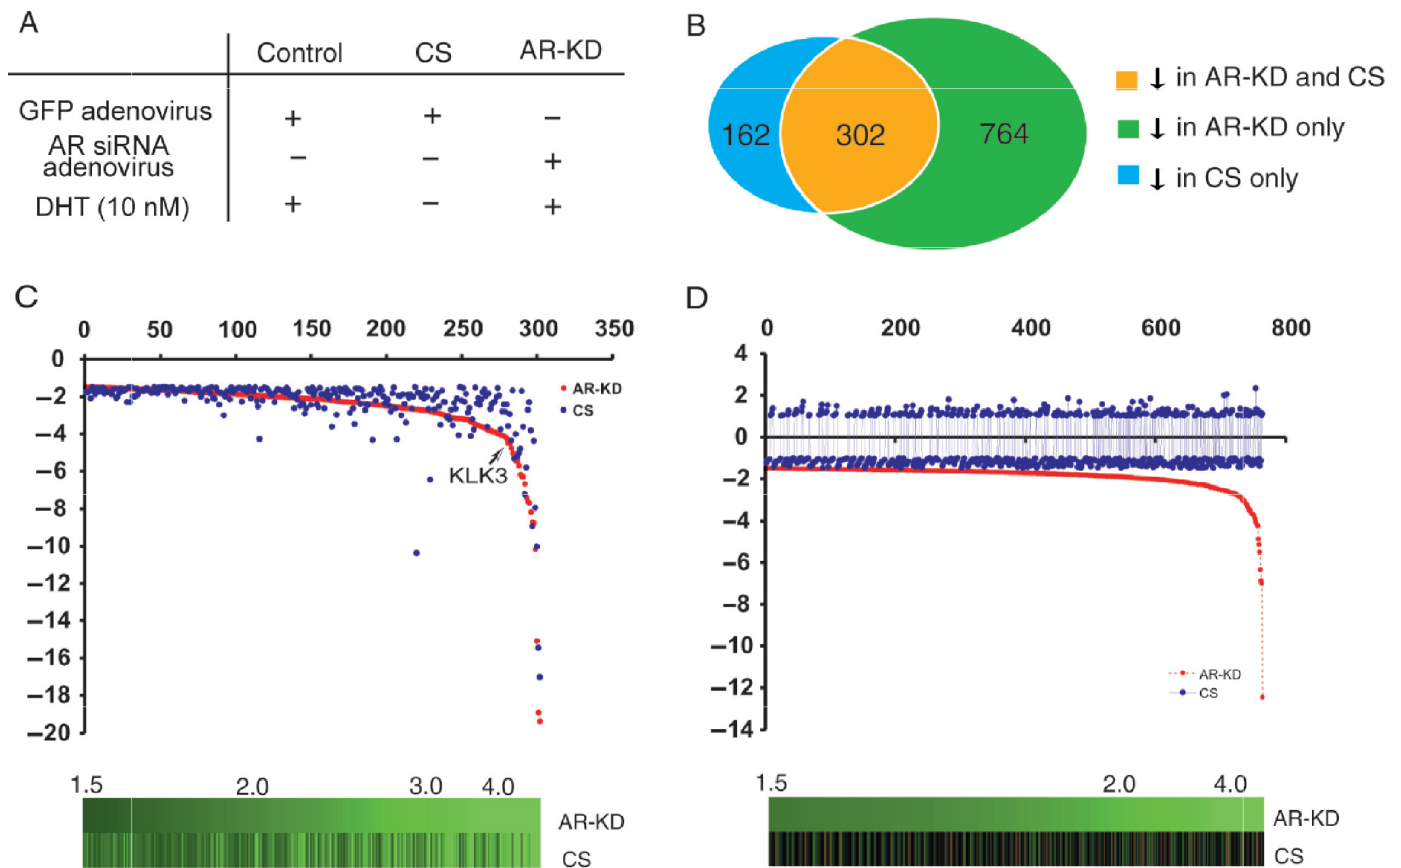 A
Control CS AR-KD
GFP adenovirus + + −
AR siRNA
adenovirus − − +
DHT (10 nM) + − +
B
162 302 764
↓ in AR-KD and CS
↓ in AR-KD only
↓ in CS only
C
0 50 100 150 200 250 300 350
0
−2
−4
−6
−8
−10
−12
−14
−16
−18
−20
AR-KD
CS
KLK3
1.5 2.0 3.0 4.0
AR-KD
CS
D
0 200 400 600 800
4
2
0
−2
−4
−6
−8
−10
−12
−14
AR-KD
CS
1.5 2.0 4.0
AR-KD
CS